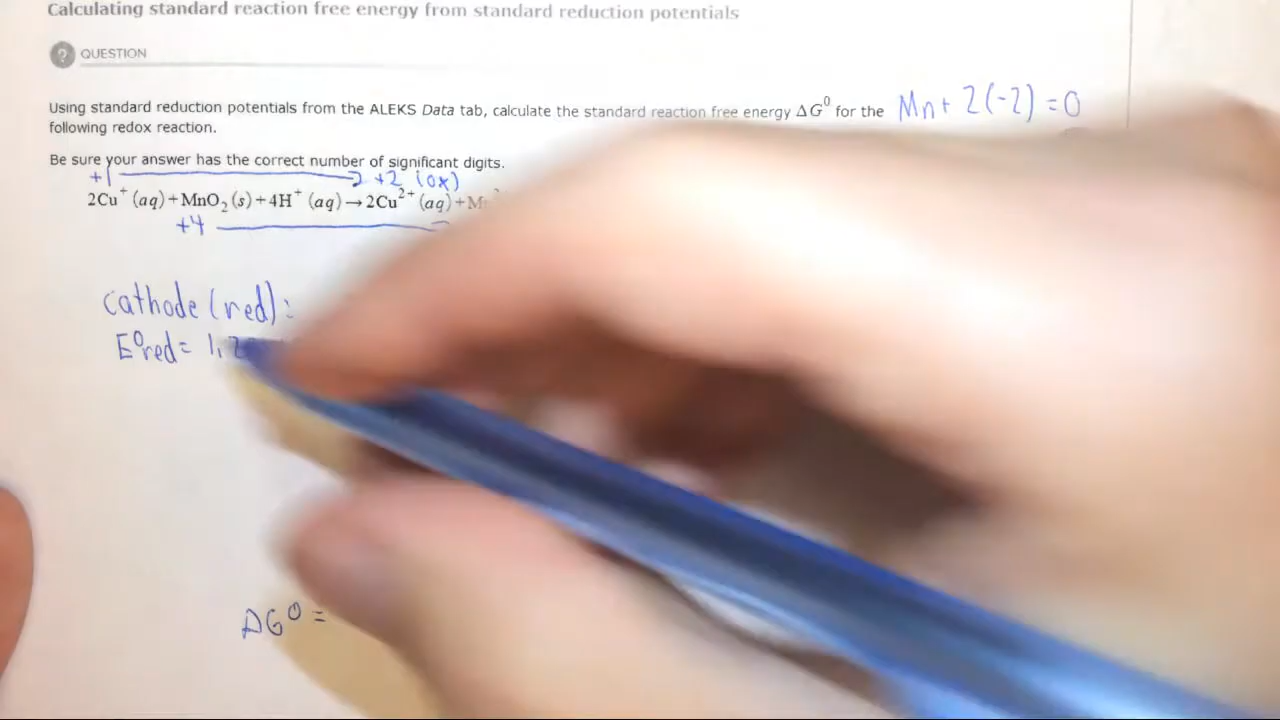 Calculating standard reaction free energy from standard reduction potentials
? QUESTION
Using standard reduction potentials from the ALEKS Data tab, calculate the standard reaction free energy ΔG⁰ for the
Mn + 2(-2) = 0
following redox reaction.
Be sure your answer has the correct number of significant digits.
+1 +2 (ox)
2Cu⁺(aq)+MnO₂(s)+4H⁺(aq)→2Cu²⁺(aq)+
+4
cathode (red):
E⁰red = 1.2
ΔG⁰ =